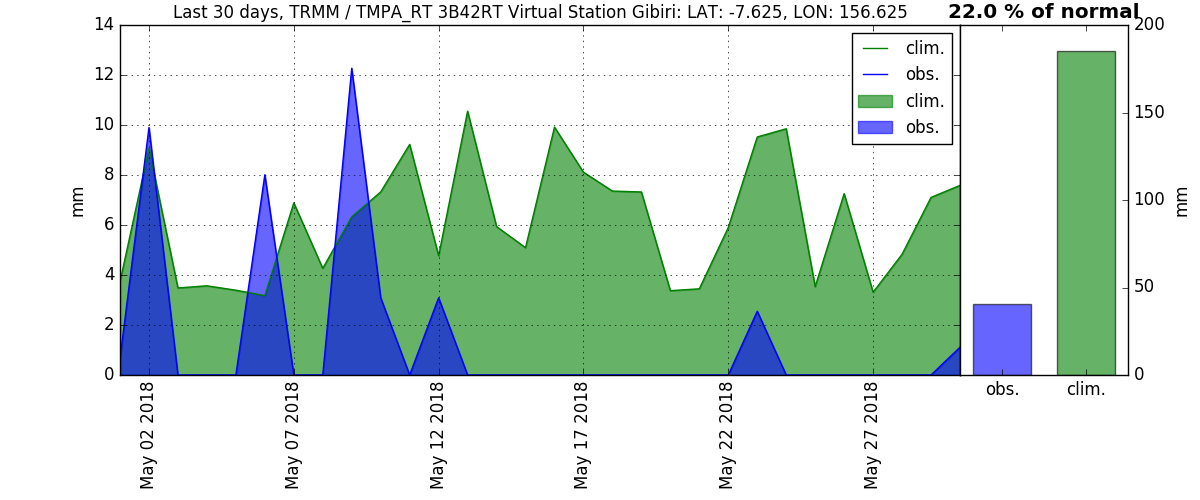 Last 30 days, TRMM / TMPA_RT 3B42RT Virtual Station Gibiri: LAT: -7.625, LON: 156.625
22.0 % of normal
14
12
10
8
6
4
2
0
mm
clim.
obs.
clim.
obs.
May 02 2018
May 07 2018
May 12 2018
May 17 2018
May 22 2018
May 27 2018
200
150
100
50
0
mm
obs.
clim.